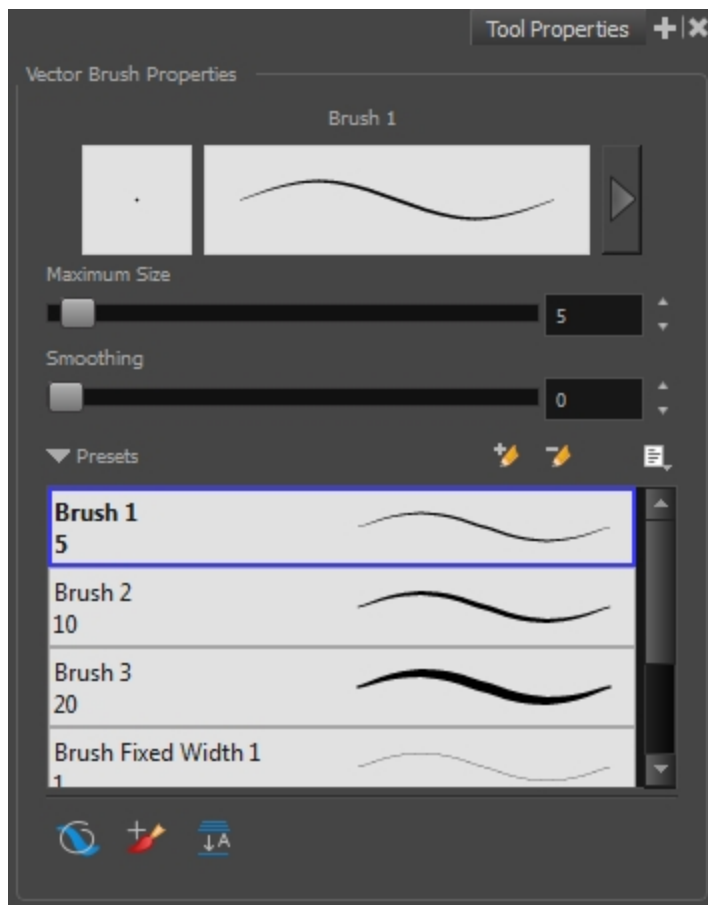 Tool Properties
Vector Brush Properties
Brush 1
Maximum Size
5
Smoothing
0
Presets
Brush 1
5
Brush 2
10
Brush 3
20
Brush Fixed Width 1
1
A